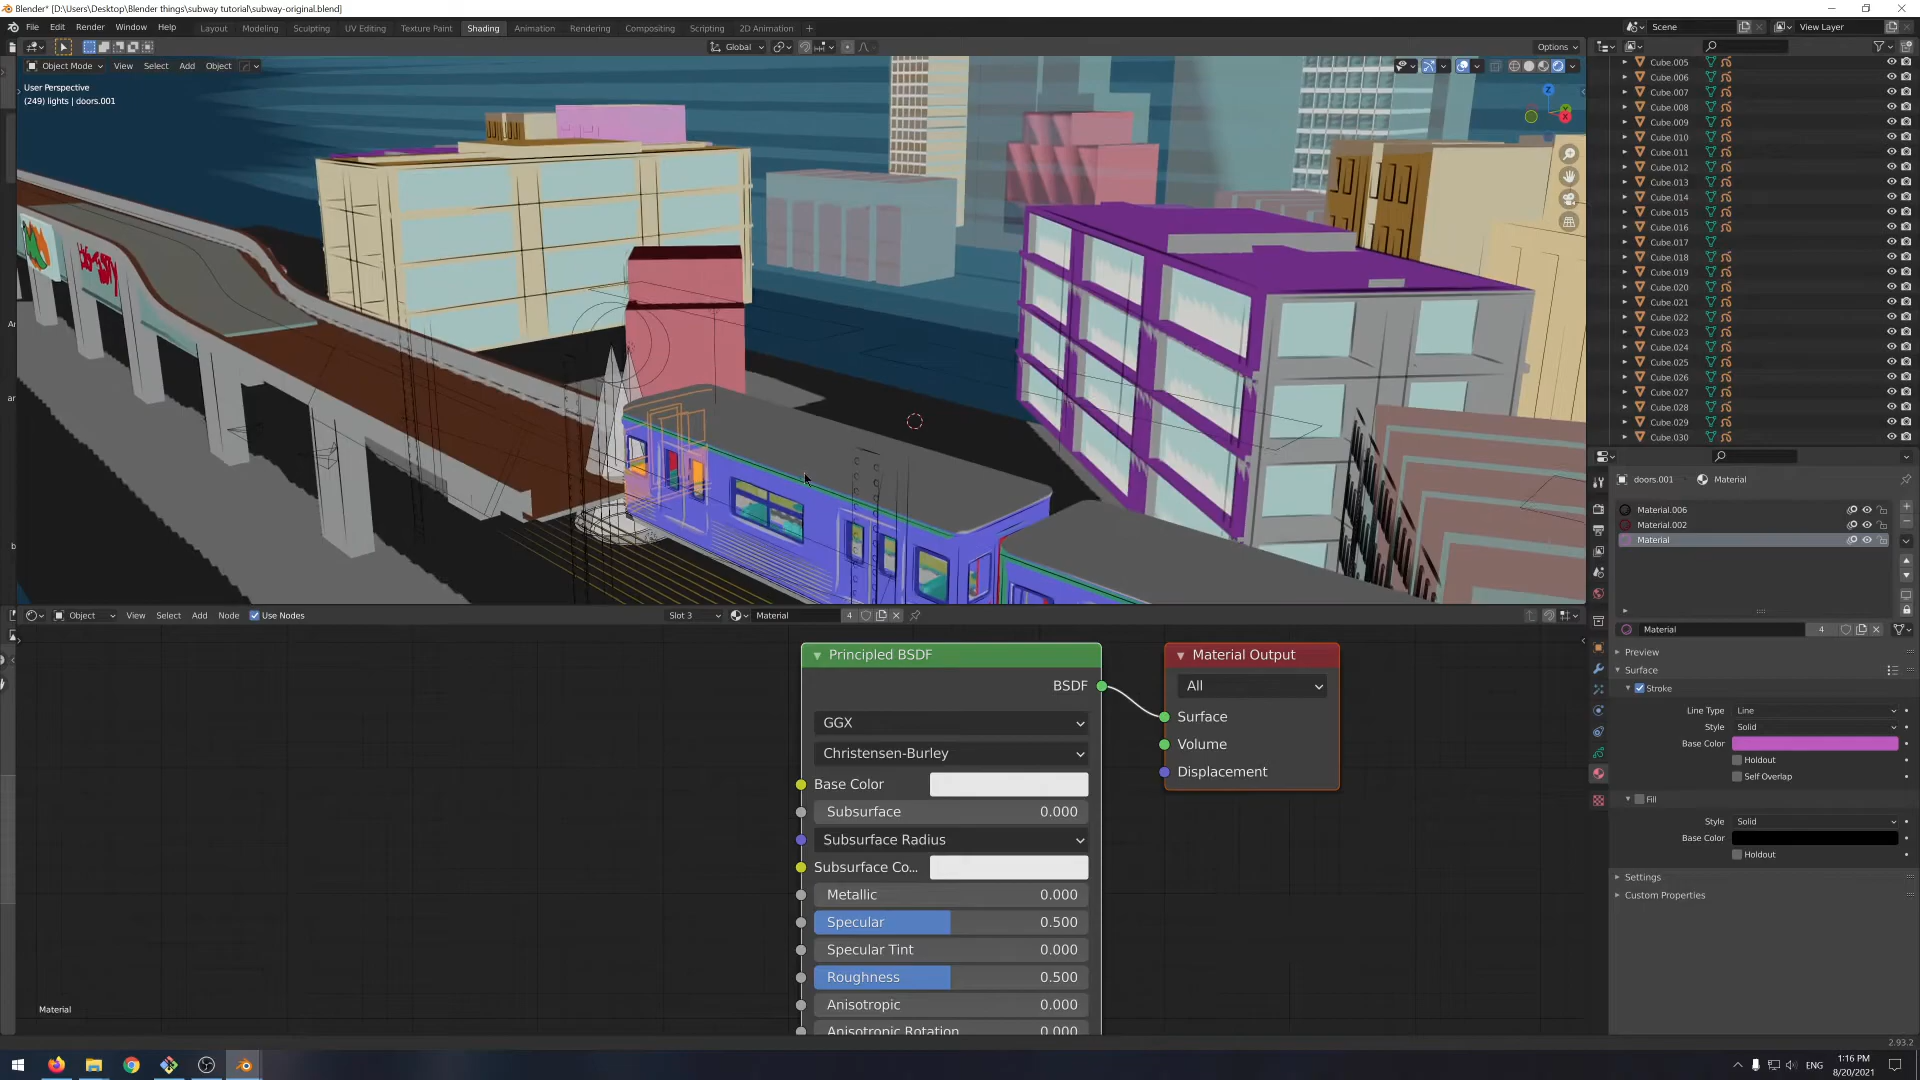 Blender* [D:\Users\Desktop\Blender things\subway tutorial\subway-original.blend]
File Edit Render Window Help Layout Modeling Sculpting UV Editing Texture Paint Shading Animation Rendering Compositing Scripting 2D Animation + Scene View Layer
Global Options
Object Mode View Select Add Object
User Perspective
(249) lights | doors.001
Z
X
Cube.005
Cube.006
Cube.007
Cube.008
Cube.009
Cube.010
Cube.011
Cube.012
Cube.013
Cube.014
Cube.015
Cube.016
Cube.017
Cube.018
Cube.019
Cube.020
Cube.021
Cube.022
Cube.023
Cube.024
Cube.025
Cube.026
Cube.027
Cube.028
Cube.029
Cube.030
doors.001 Material
Material.006
Material.002
Material
Material 4
Preview
Surface
Stroke
Line Type Line
Style Solid
Base Color
Holdout
Self Overlap
Fill
Style Solid
Base Color
Holdout
Settings
Custom Properties
Object View Select Add Node Use Nodes Slot 3 Material 4
Principled BSDF
BSDF
GGX
Christensen-Burley
Base Color
Subsurface 0.000
Subsurface Radius
Subsurface Co...
Metallic 0.000
Specular 0.500
Specular Tint 0.000
Roughness 0.500
Anisotropic 0.000
Anisotropic Rotation 0.000
Material Output
All
Surface
Volume
Displacement
Material
2.93.2
ENG
1:16 PM
8/20/2021